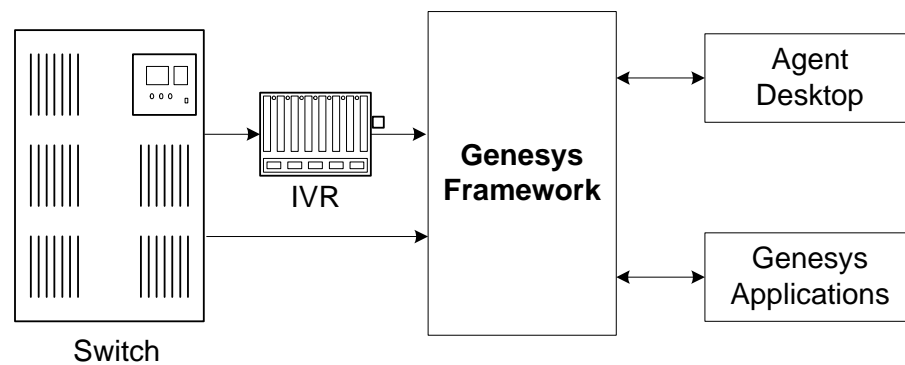 Agent
Desktop
Genesys
Framework
IVR
Genesys
Applications
Switch